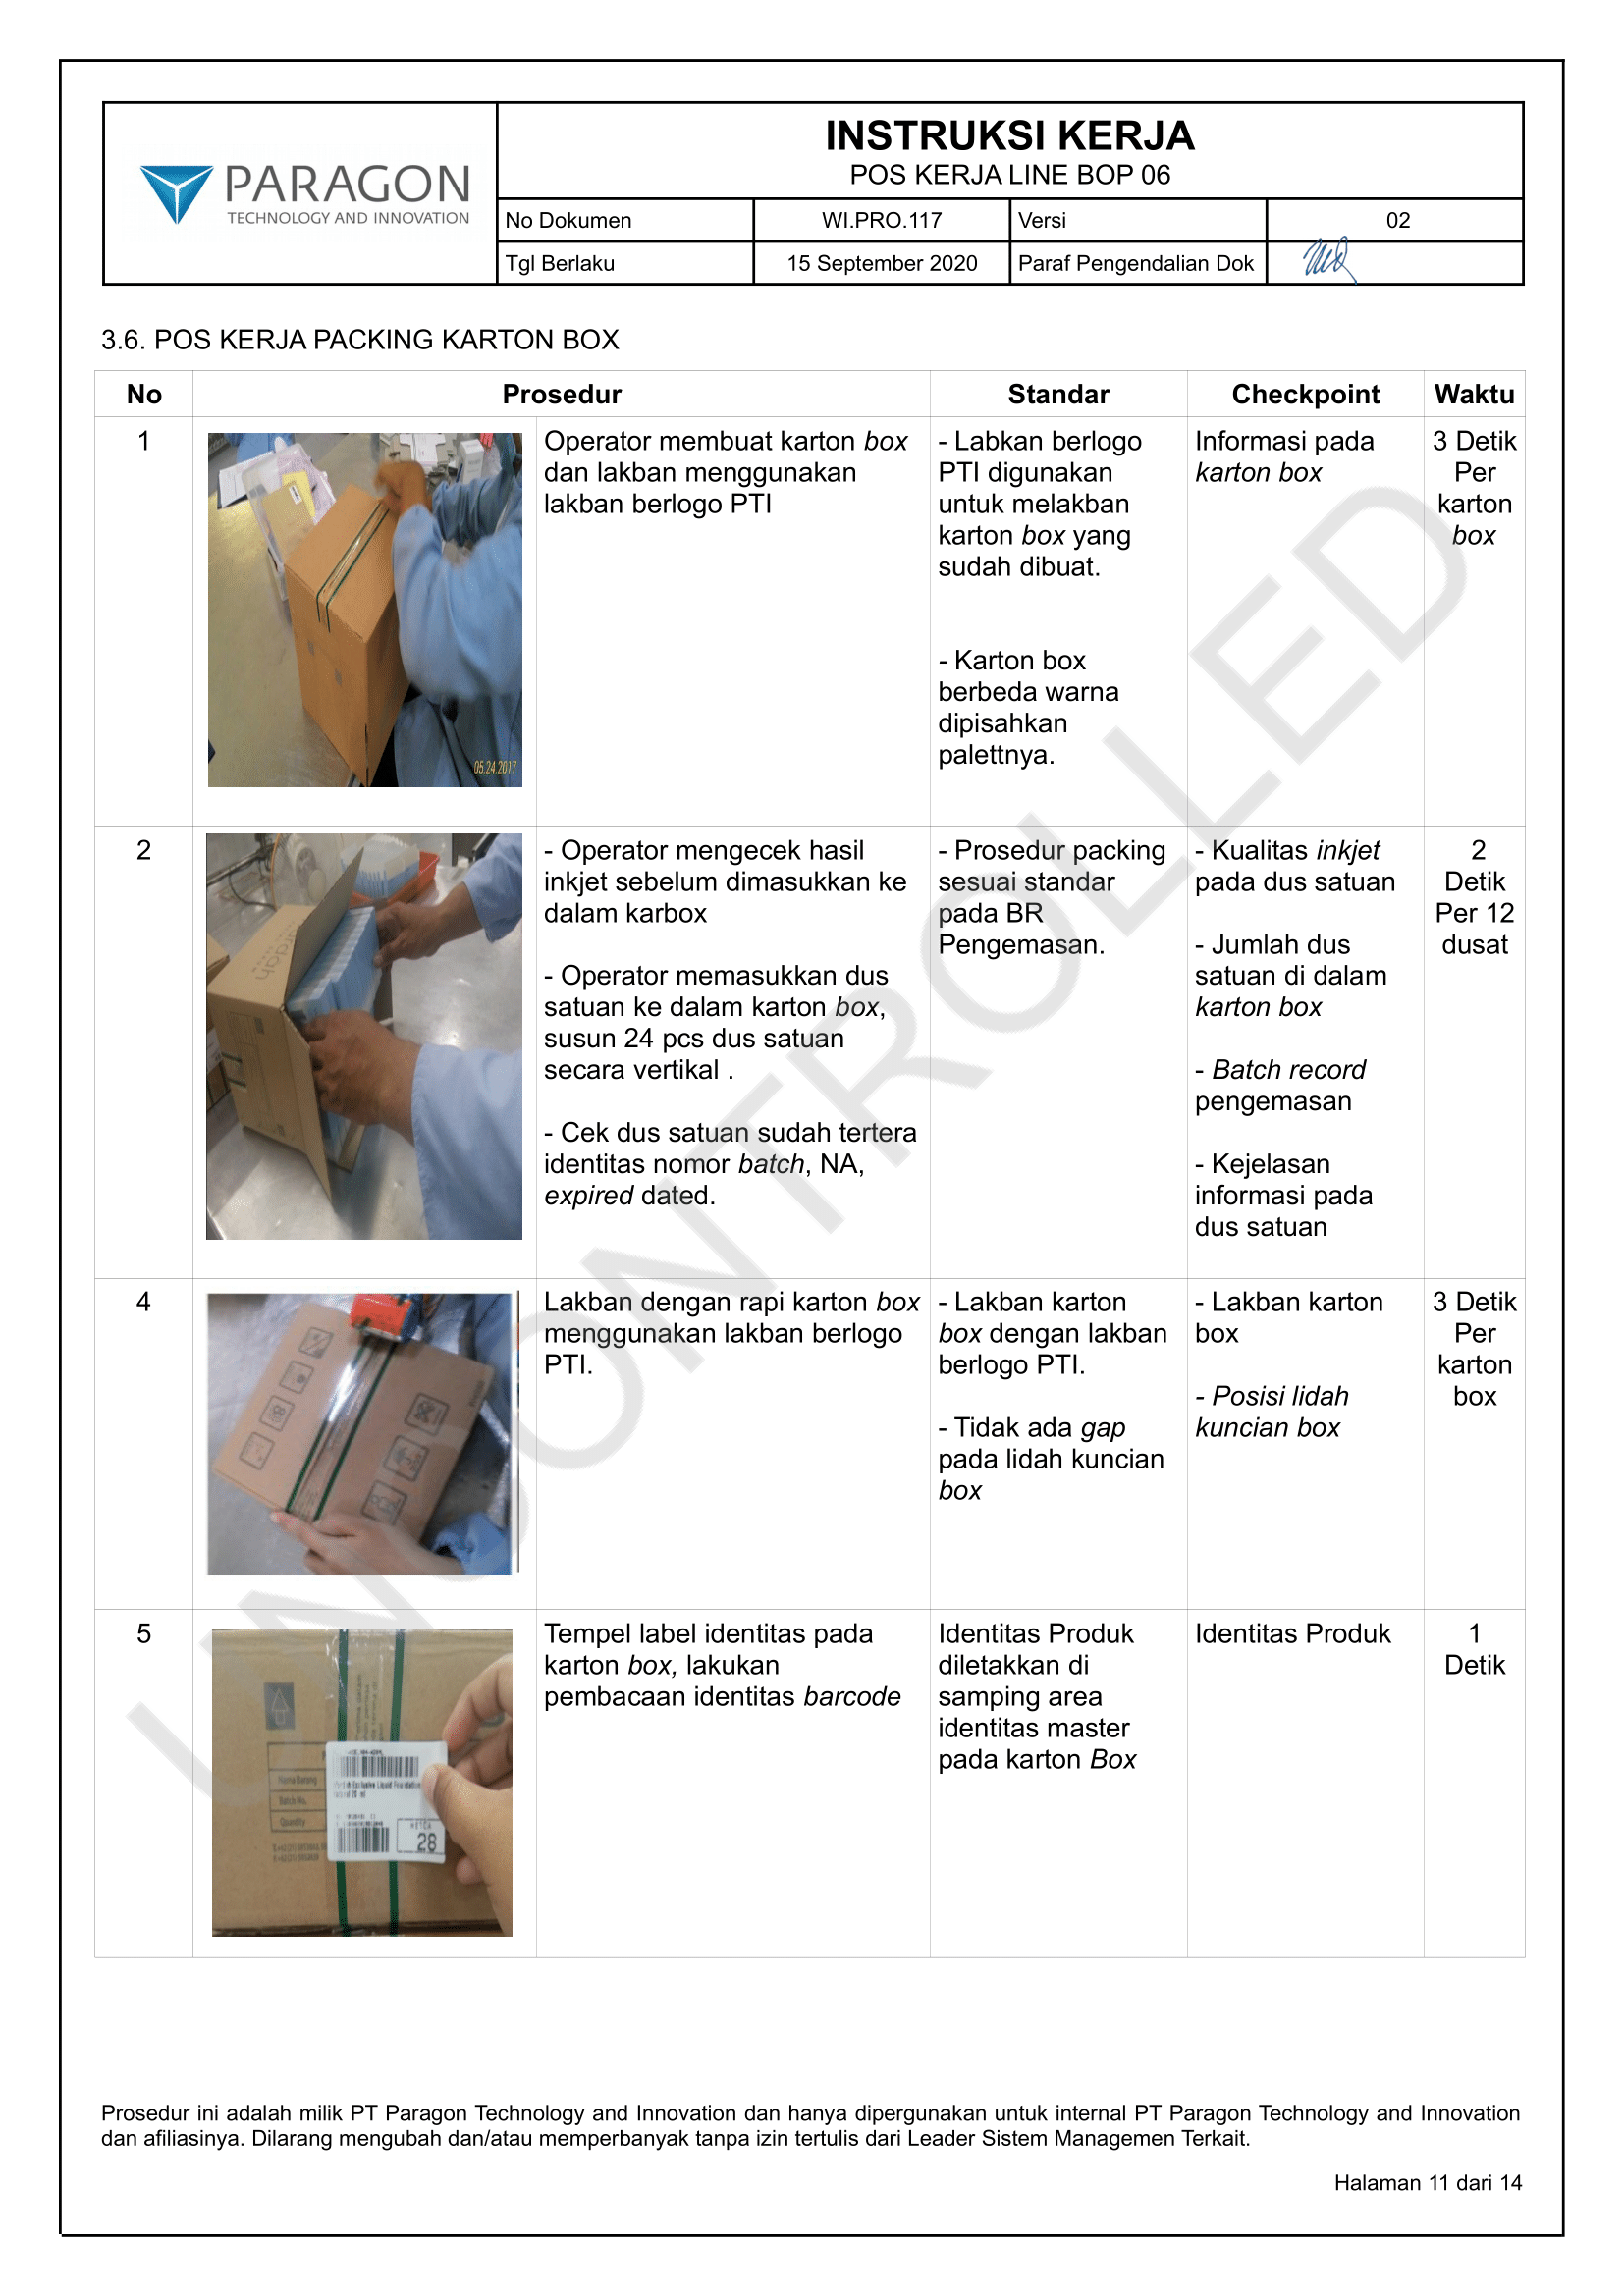 PARAGON
TECHNOLOGY AND INNOVATION
INSTRUKSI KERJA
POS KERJA LINE BOP 06
No Dokumen WI.PRO.117 Versi 02
Tgl Berlaku 15 September 2020 Paraf Pengendalian Dok
3.6. POS KERJA PACKING KARTON BOX
No Prosedur Standar Checkpoint Waktu
1
Operator membuat karton box
dan lakban menggunakan
lakban berlogo PTI
- Labkan berlogo
PTI digunakan
untuk melakban
karton box yang
sudah dibuat.
- Karton box
berbeda warna
dipisahkan
palettnya.
Informasi pada
karton box
3 Detik
Per
karton
box
05.24.2017
2
- Operator mengecek hasil
inkjet sebelum dimasukkan ke
dalam karbox
- Operator memasukkan dus
satuan ke dalam karton box,
susun 24 pcs dus satuan
secara vertikal .
- Cek dus satuan sudah tertera
identitas nomor batch, NA,
expired dated.
- Prosedur packing
sesuai standar
pada BR
Pengemasan.
- Kualitas inkjet
pada dus satuan
- Jumlah dus
satuan di dalam
karton box
- Batch record
pengemasan
- Kejelasan
informasi pada
dus satuan
2
Detik
Per 12
dusat
4
Lakban dengan rapi karton box
menggunakan lakban berlogo
PTI.
- Lakban karton
box dengan lakban
berlogo PTI.
- Tidak ada gap
pada lidah kuncian
box
- Lakban karton
box
- Posisi lidah
kuncian box
3 Detik
Per
karton
box
5
Nama Barang
Batch No.
Quantity
Exclusive Liquid Foundation
28
Tempel label identitas pada
karton box, lakukan
pembacaan identitas barcode
Identitas Produk
diletakkan di
samping area
identitas master
pada karton Box
Identitas Produk
1
Detik
UNCONTROLLED
Prosedur ini adalah milik PT Paragon Technology and Innovation dan hanya dipergunakan untuk internal PT Paragon Technology and Innovation
dan afiliasinya. Dilarang mengubah dan/atau memperbanyak tanpa izin tertulis dari Leader Sistem Managemen Terkait.
Halaman 11 dari 14